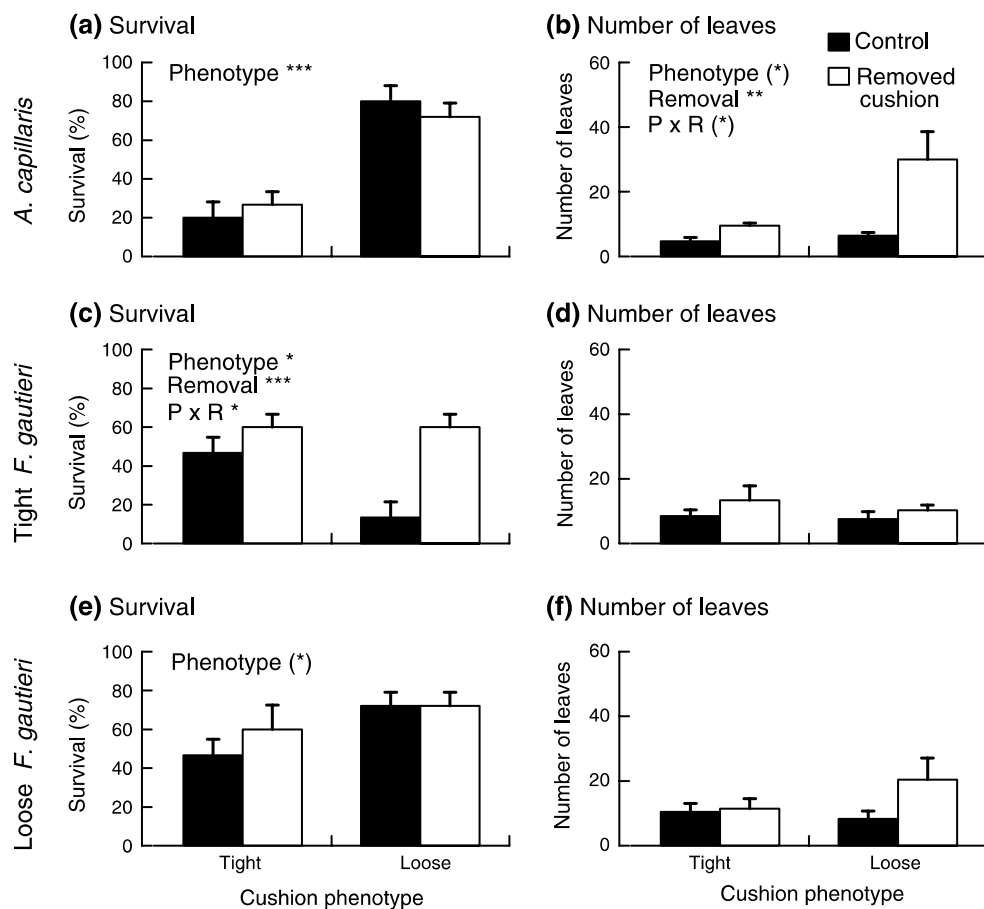 (a) Survival
Phenotype ***
A. capillaris
Survival (%)
100
80
60
40
20
0
(b) Number of leaves
Control
Removed
cushion
Phenotype (*)
Removal **
P x R (*)
Number of leaves
60
40
20
0
(c) Survival
Phenotype *
Removal ***
P x R *
Tight F. gautieri
Survival (%)
100
80
60
40
20
0
(d) Number of leaves
Number of leaves
60
40
20
0
(e) Survival
Phenotype (*)
Loose F. gautieri
Survival (%)
100
80
60
40
20
0
Tight Loose
Cushion phenotype
(f) Number of leaves
Number of leaves
60
40
20
0
Tight Loose
Cushion phenotype